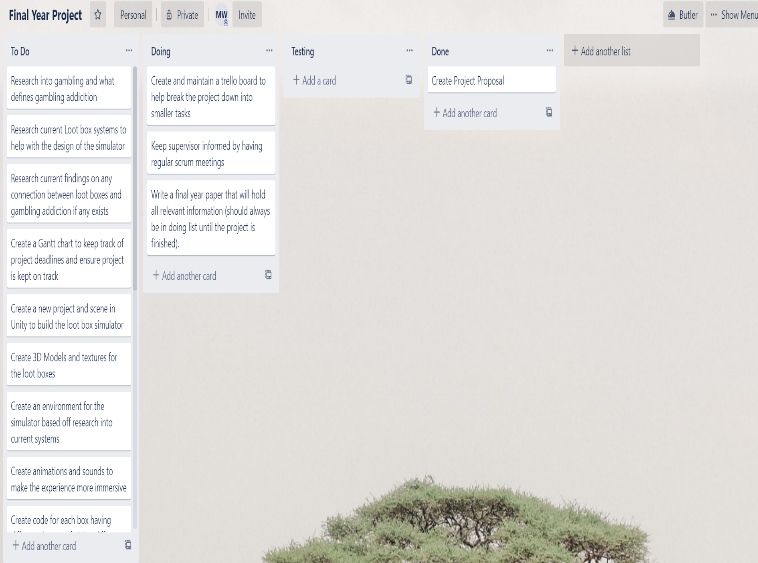 Final Year Project
Personal
Private
MW
Invite
Butler
Show Menu
To Do
Research into gambling and what
defines gambling addicition
Research current Loot box systems to
help with the design of the simulator
Research current findings on any
connection between loot boxes and
gambling addiction if any exists
Create a Gantt chart to keep track of
project deadlines and ensure project
is kept on track
Create a new project and scene in
Unity to build the loot box simulator
Create 3D Models and textures for
the loot boxes
Create an environment for the
simulator based off research into
current systems
Create animations and sounds to
make the experience more immersive
Create code for each box having
+ Add another card
Doing
Create and maintain a trello board to
help break the project down into
smaller tasks
Keep supervisor informed by having
regular scrum meetings
Write a final year paper that will hold
all relevant information (should always
be in doing list until the project is
finished).
+ Add another card
Testing
+ Add a card
Done
Create Project Proposal
+ Add another card
+ Add another list